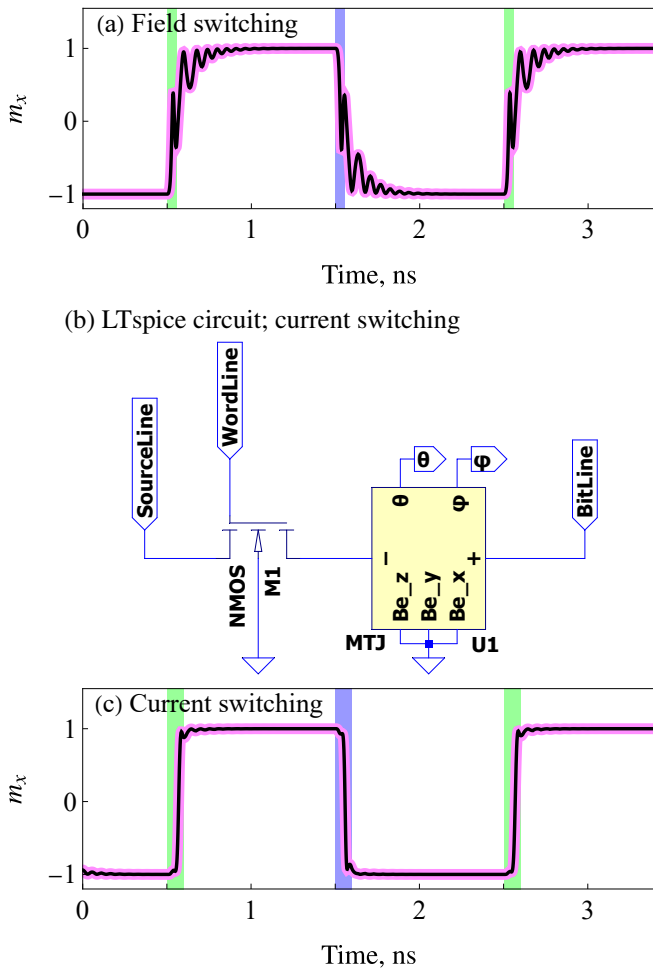 (a) Field switching
1
0
−1
m_x
0
1
2
3
Time, ns
(b) LTspice circuit; current switching
SourceLine
WordLine
θ
φ
BitLine
θ
φ
NMOS
M1
−
+
Be_z
Be_y
Be_x
MTJ
U1
(c) Current switching
1
0
−1
m_x
0
1
2
3
Time, ns